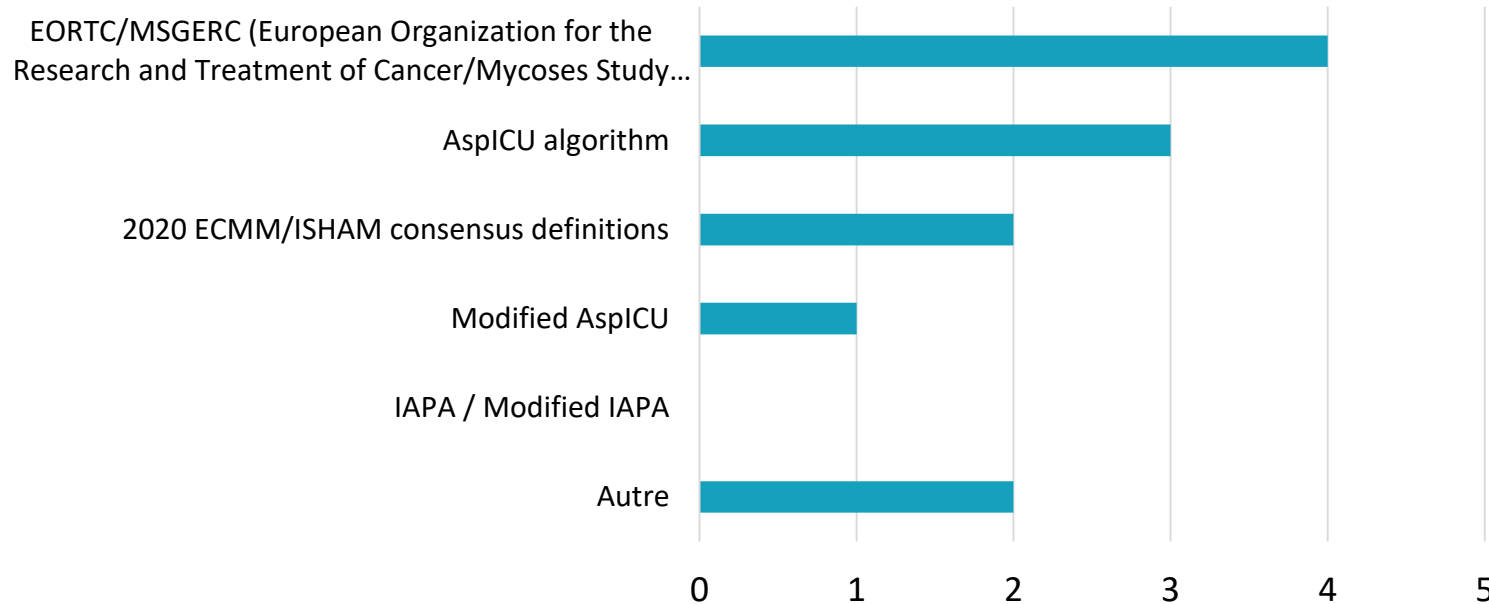 EORTC/MSGERC (European Organization for the
Research and Treatment of Cancer/Mycoses Study…
AspICU algorithm
2020 ECMM/ISHAM consensus definitions
Modified AspICU
IAPA / Modified IAPA
Autre
0 1 2 3 4 5